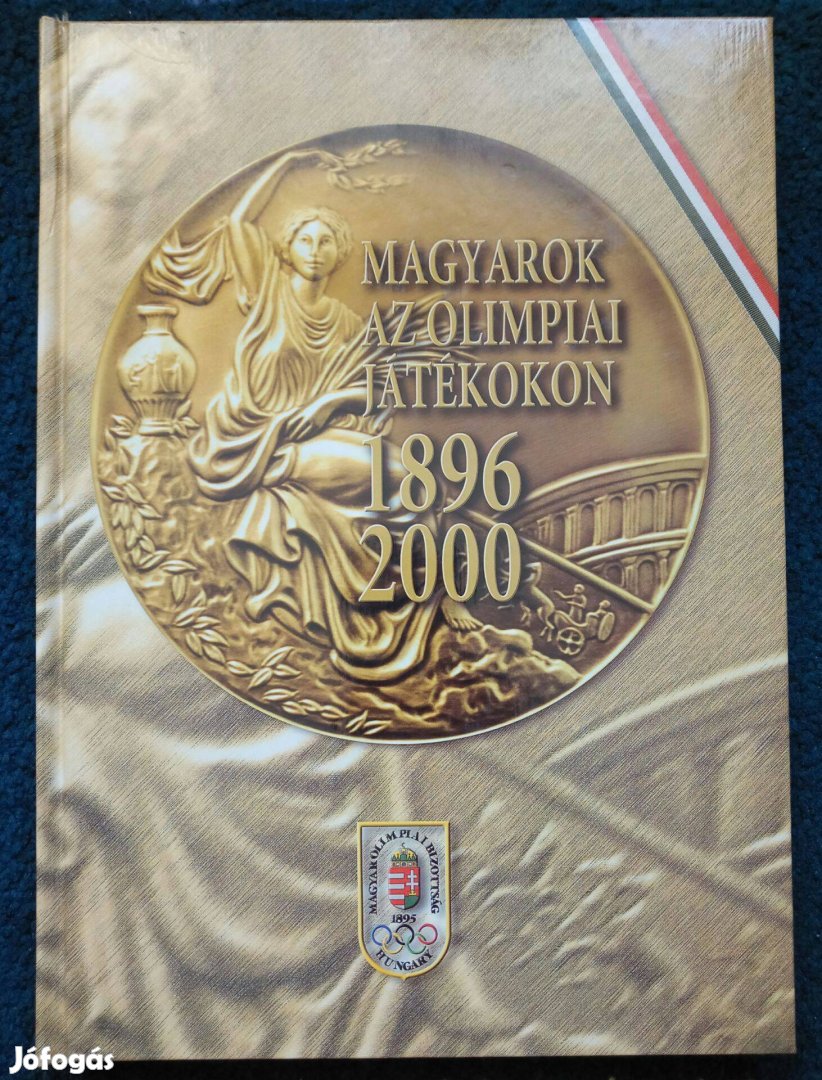 MAGYAROK
AZ OLIMPIAI
JÁTÉKOKON
1896
2000
MAGYAR OLIMPIAI BIZOTTSÁG
1895
HUNGARY
Jófogás